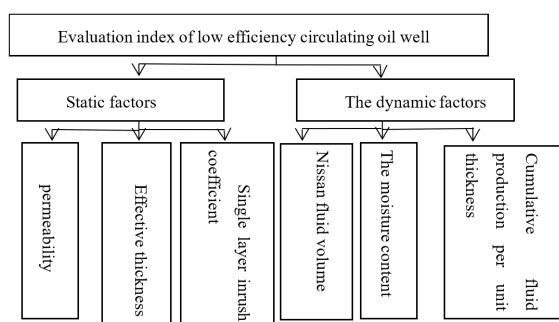 Evaluation index of low efficiency circulating oil well
Static factors
The dynamic factors
permeability
Effective thickness
Single layer inrush
coefficient
Nissan fluid volume
The moisture content
Cumulative fluid
production per unit
thickness